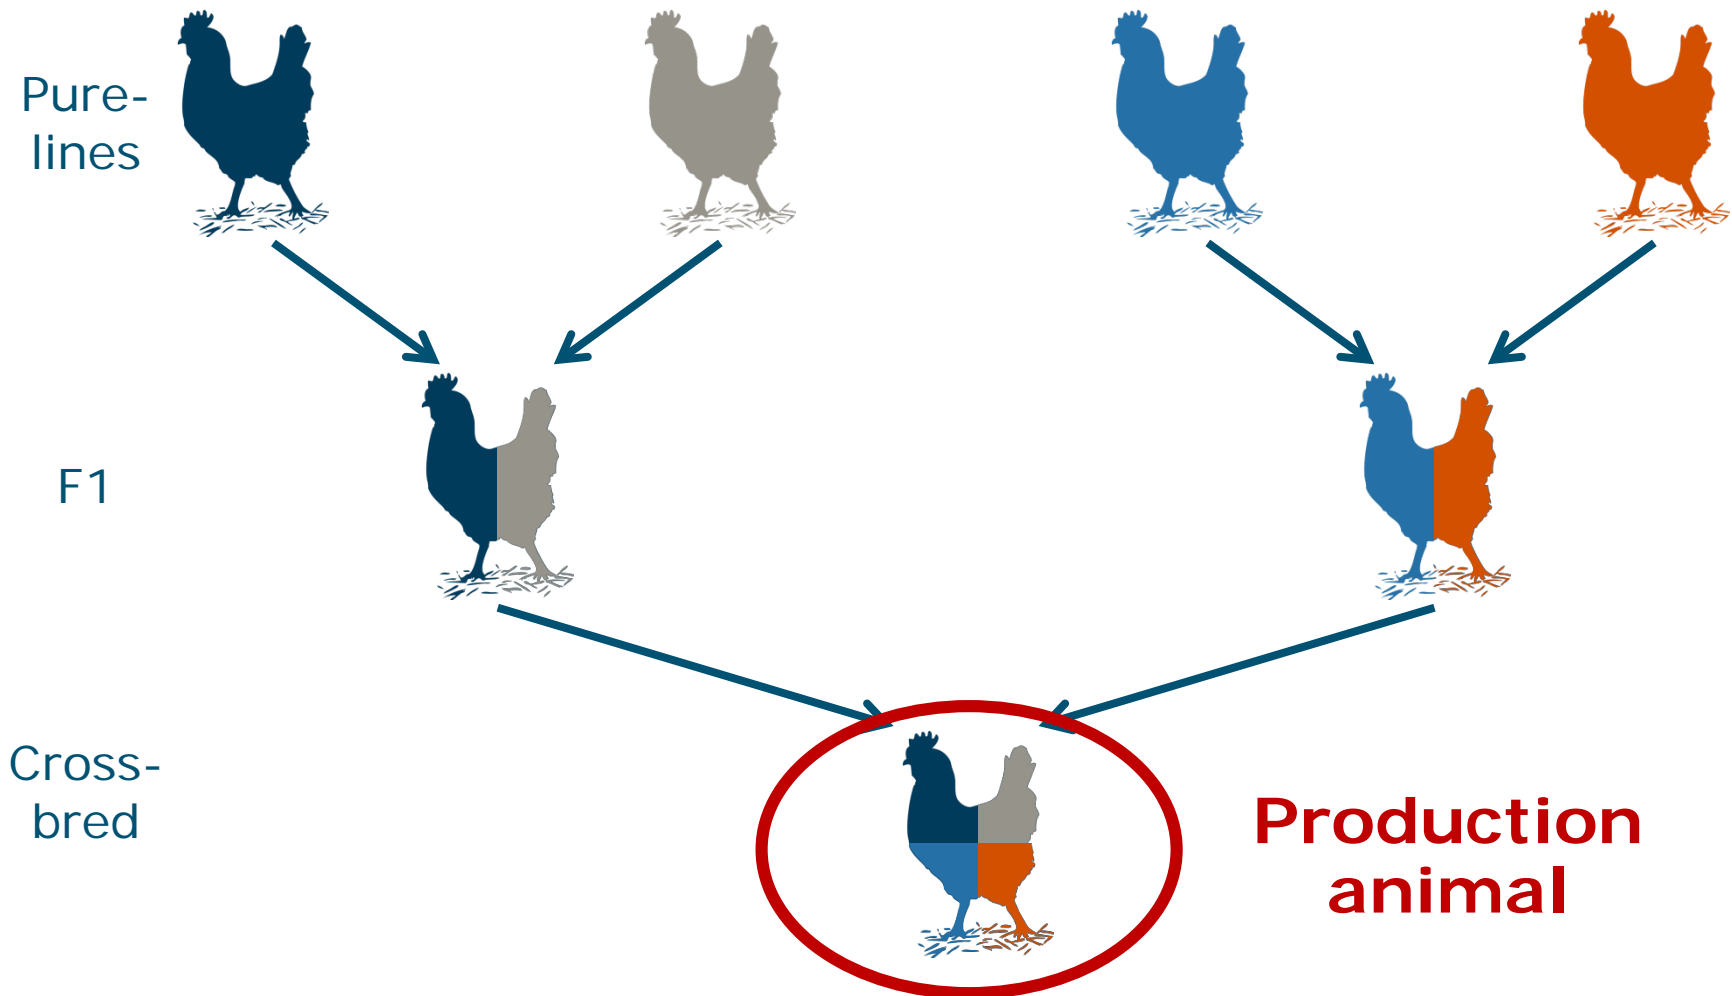 Pure-
lines
F1
Cross-
bred
Production
animal